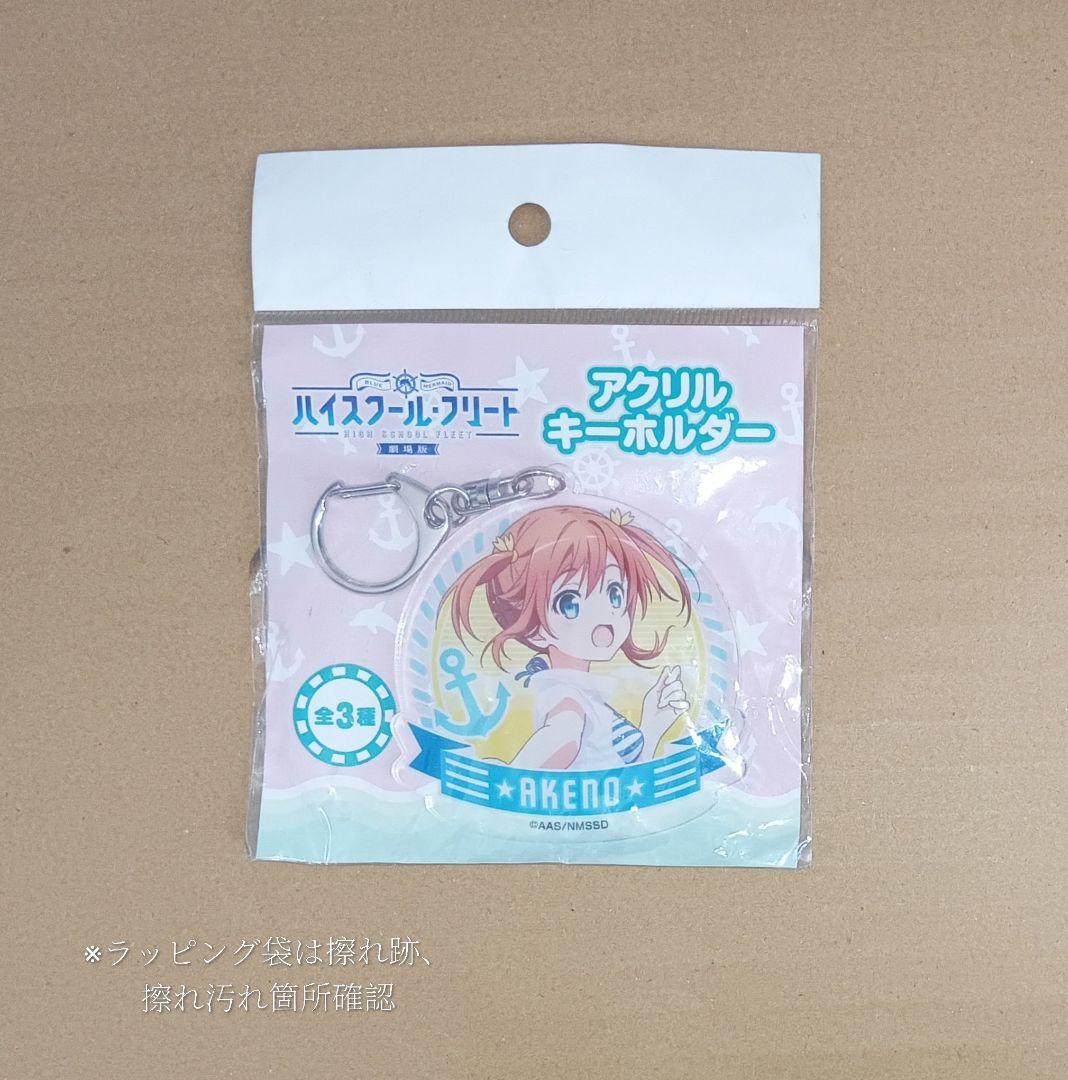 BLUE MERMAID
ハイスクール・フリート
HIGH SCHOOL FLEET
劇場版
アクリル
キーホルダー
全3種
★AKENO★
©AAS/NMSSD
※ラッピング袋は擦れ跡、
擦れ汚れ箇所確認